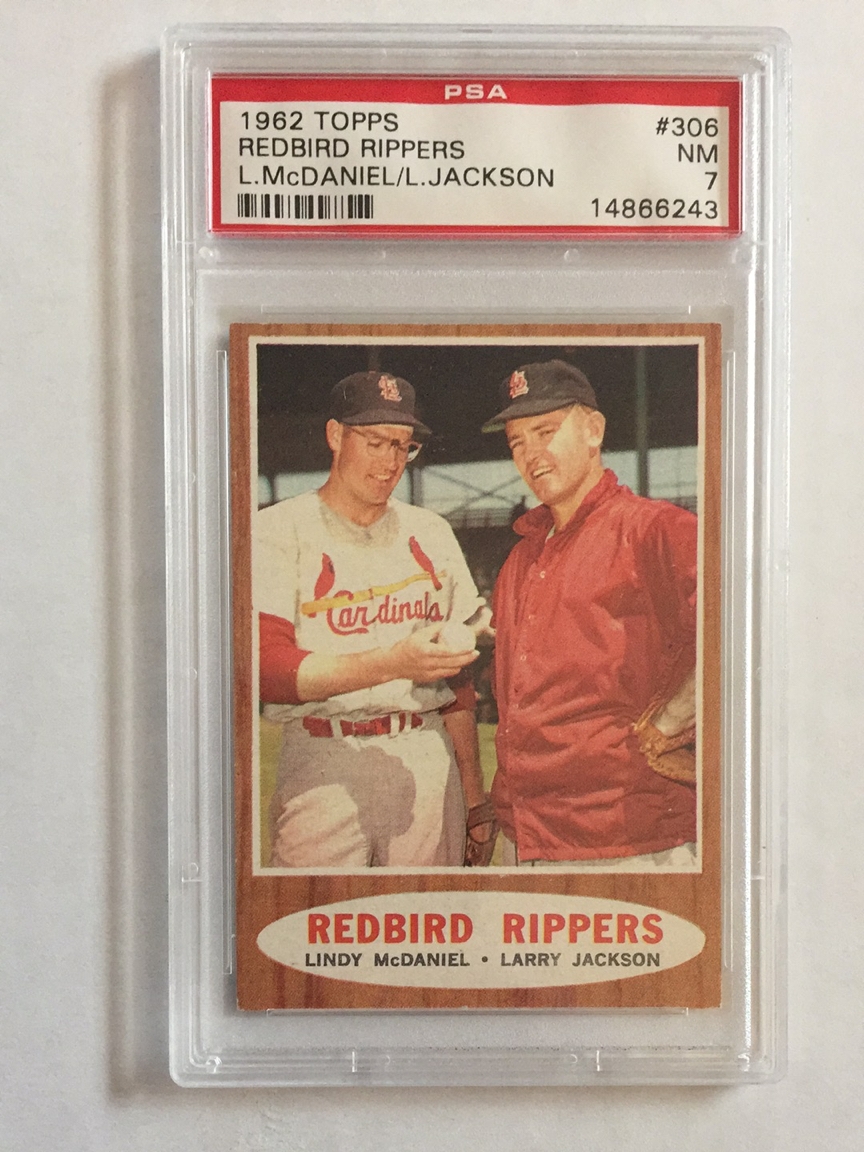 PSA
1962 TOPPS #306
REDBIRD RIPPERS NM
L.McDANIEL/L.JACKSON 7
14866243
Cardinals
REDBIRD RIPPERS
LINDY McDANIEL • LARRY JACKSON